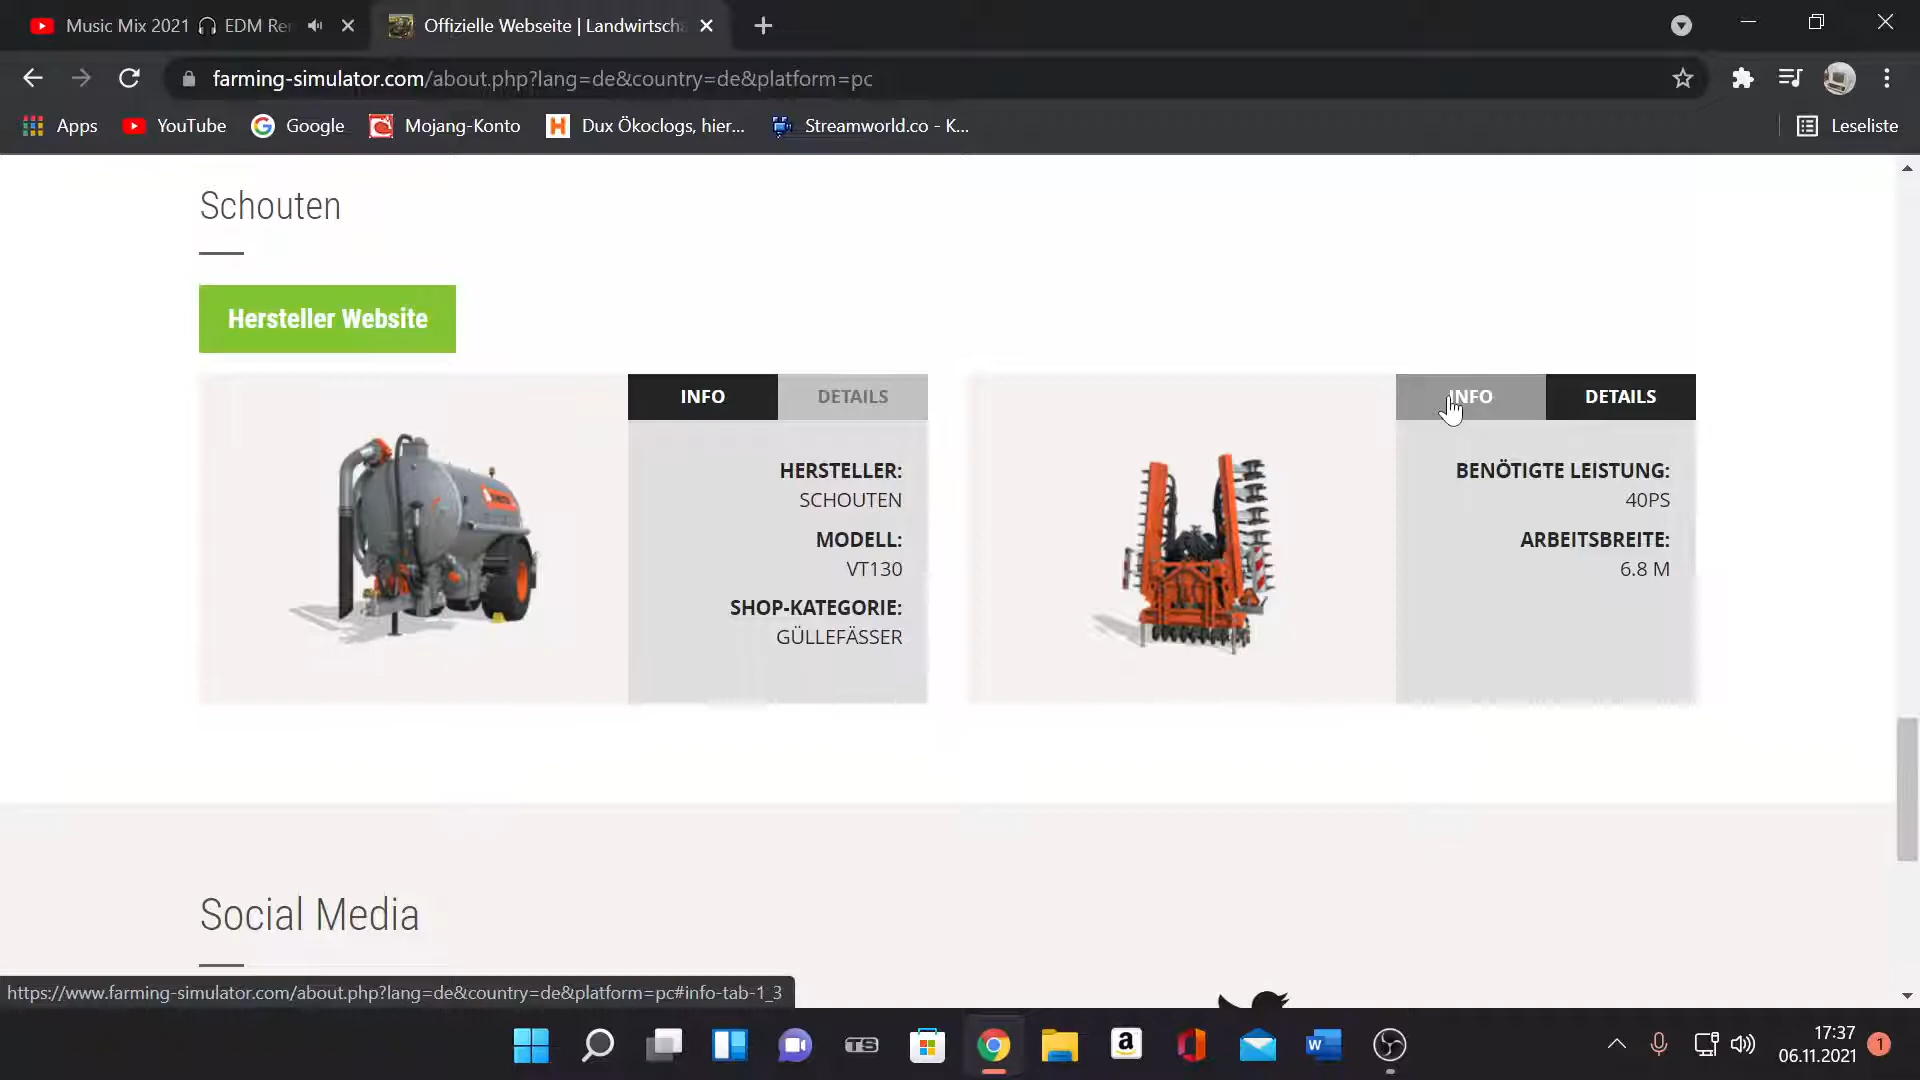 Music Mix 2021 🎧 EDM Re
Offizielle Webseite | Landwirtsch
farming-simulator.com/about.php?lang=de&country=de&platform=pc
Apps
YouTube
Google
Mojang-Konto
Dux Ökoclogs, hier...
Streamworld.co - K...
Leseliste
Schouten
Hersteller Website
INFO
DETAILS
HERSTELLER:
SCHOUTEN
MODELL:
VT130
SHOP-KATEGORIE:
GÜLLEFÄSSER
INFO
DETAILS
BENÖTIGTE LEISTUNG:
40PS
ARBEITSBREITE:
6.8 M
Social Media
https://www.farming-simulator.com/about.php?lang=de&country=de&platform=pc#info-tab-1_3
TS
17:37
06.11.2021
1